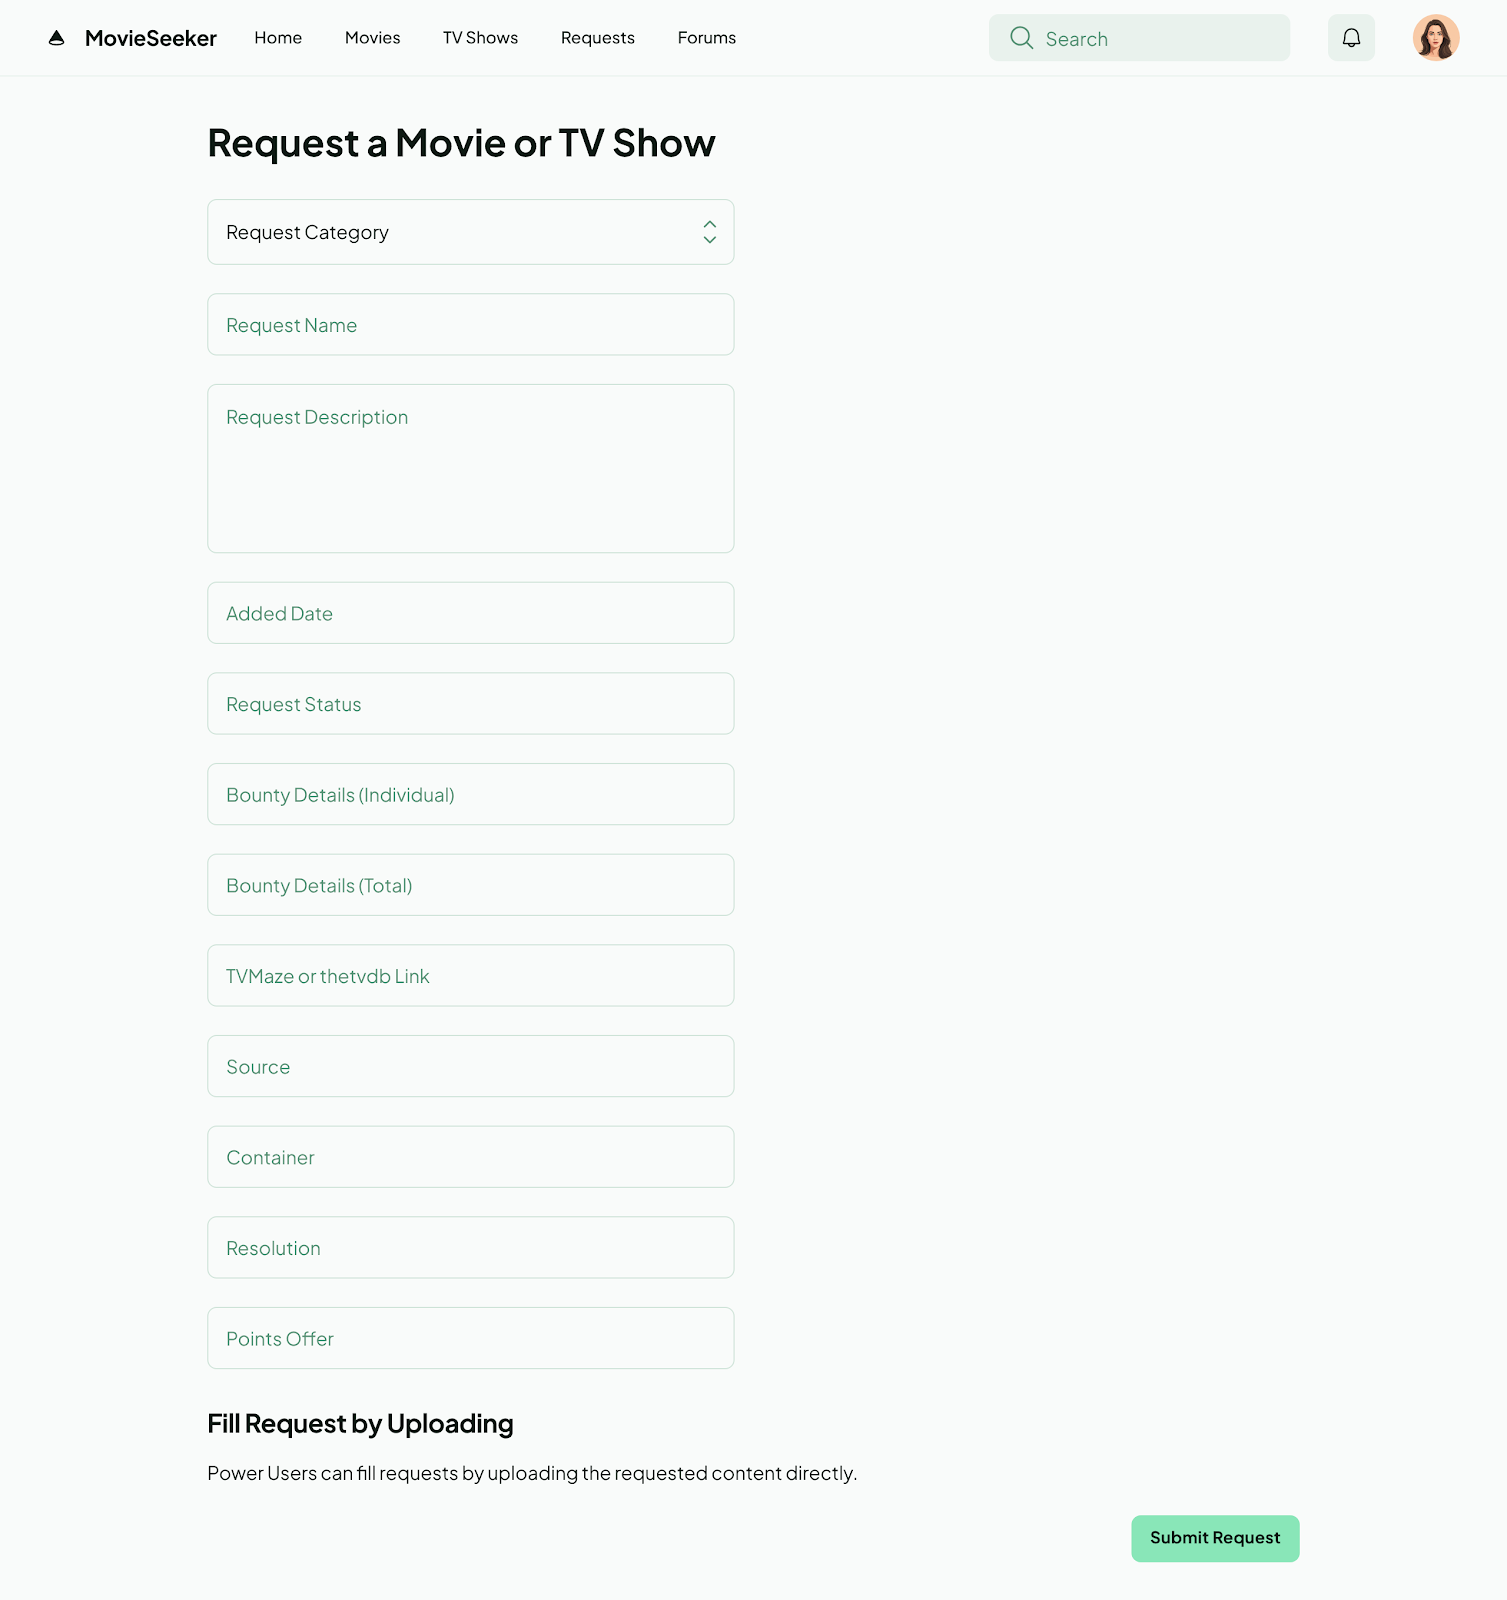 MovieSeeker Home Movies TV Shows Requests Forums Search
Request a Movie or TV Show
Request Category
Request Name
Request Description
Added Date
Request Status
Bounty Details (Individual)
Bounty Details (Total)
TVMaze or thetvdb Link
Source
Container
Resolution
Points Offer
Fill Request by Uploading
Power Users can fill requests by uploading the requested content directly.
Submit Request